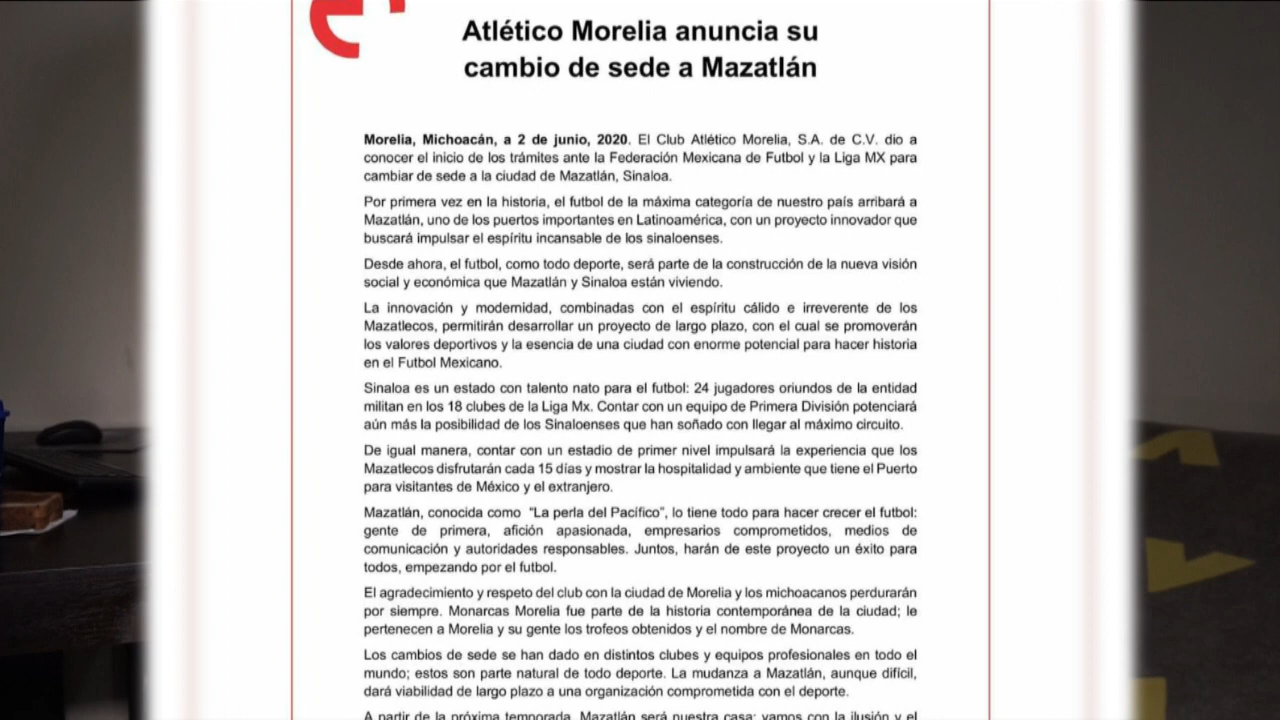 Atlético Morelia anuncia su
cambio de sede a Mazatlán
Morelia, Michoacán, a 2 de junio, 2020. El Club Atlético Morelia, S.A. de C.V. dio a
conocer el inicio de los trámites ante la Federación Mexicana de Futbol y la Liga MX para
cambiar de sede a la ciudad de Mazatlán, Sinaloa.
Por primera vez en la historia, el futbol de la máxima categoría de nuestro país arribará a
Mazatlán, uno de los puertos importantes en Latinoamérica, con un proyecto innovador que
buscará impulsar el espíritu incansable de los sinaloenses.
Desde ahora, el futbol, como todo deporte, será parte de la construcción de la nueva visión
social y económica que Mazatlán y Sinaloa están viviendo.
La innovación y modernidad, combinadas con el espíritu cálido e irreverente de los
Mazatlecos, permitirán desarrollar un proyecto de largo plazo, con el cual se promoverán
los valores deportivos y la esencia de una ciudad con enorme potencial para hacer historia
en el Futbol Mexicano.
Sinaloa es un estado con talento nato para el futbol: 24 jugadores oriundos de la entidad
militan en los 18 clubes de la Liga Mx. Contar con un equipo de Primera División potenciará
aún más la posibilidad de los Sinaloenses que han soñado con llegar al máximo circuito.
De igual manera, contar con un estadio de primer nivel impulsará la experiencia que los
Mazatlecos disfrutarán cada 15 días y mostrar la hospitalidad y ambiente que tiene el Puerto
para visitantes de México y el extranjero.
Mazatlán, conocida como “La perla del Pacífico”, lo tiene todo para hacer crecer el futbol:
gente de primera, afición apasionada, empresarios comprometidos, medios de
comunicación y autoridades responsables. Juntos, harán de este proyecto un éxito para
todos, empezando por el futbol.
El agradecimiento y respeto del club con la ciudad de Morelia y los michoacanos perdurarán
por siempre. Monarcas Morelia fue parte de la historia contemporánea de la ciudad; le
pertenecen a Morelia y su gente los trofeos obtenidos y el nombre de Monarcas.
Los cambios de sede se han dado en distintos clubes y equipos profesionales en todo el
mundo; estos son parte natural de todo deporte. La mudanza a Mazatlán, aunque difícil,
dará viabilidad de largo plazo a una organización comprometida con el deporte.
A partir de la próxima temporada, Mazatlán será nuestra casa; vamos con la ilusión y el